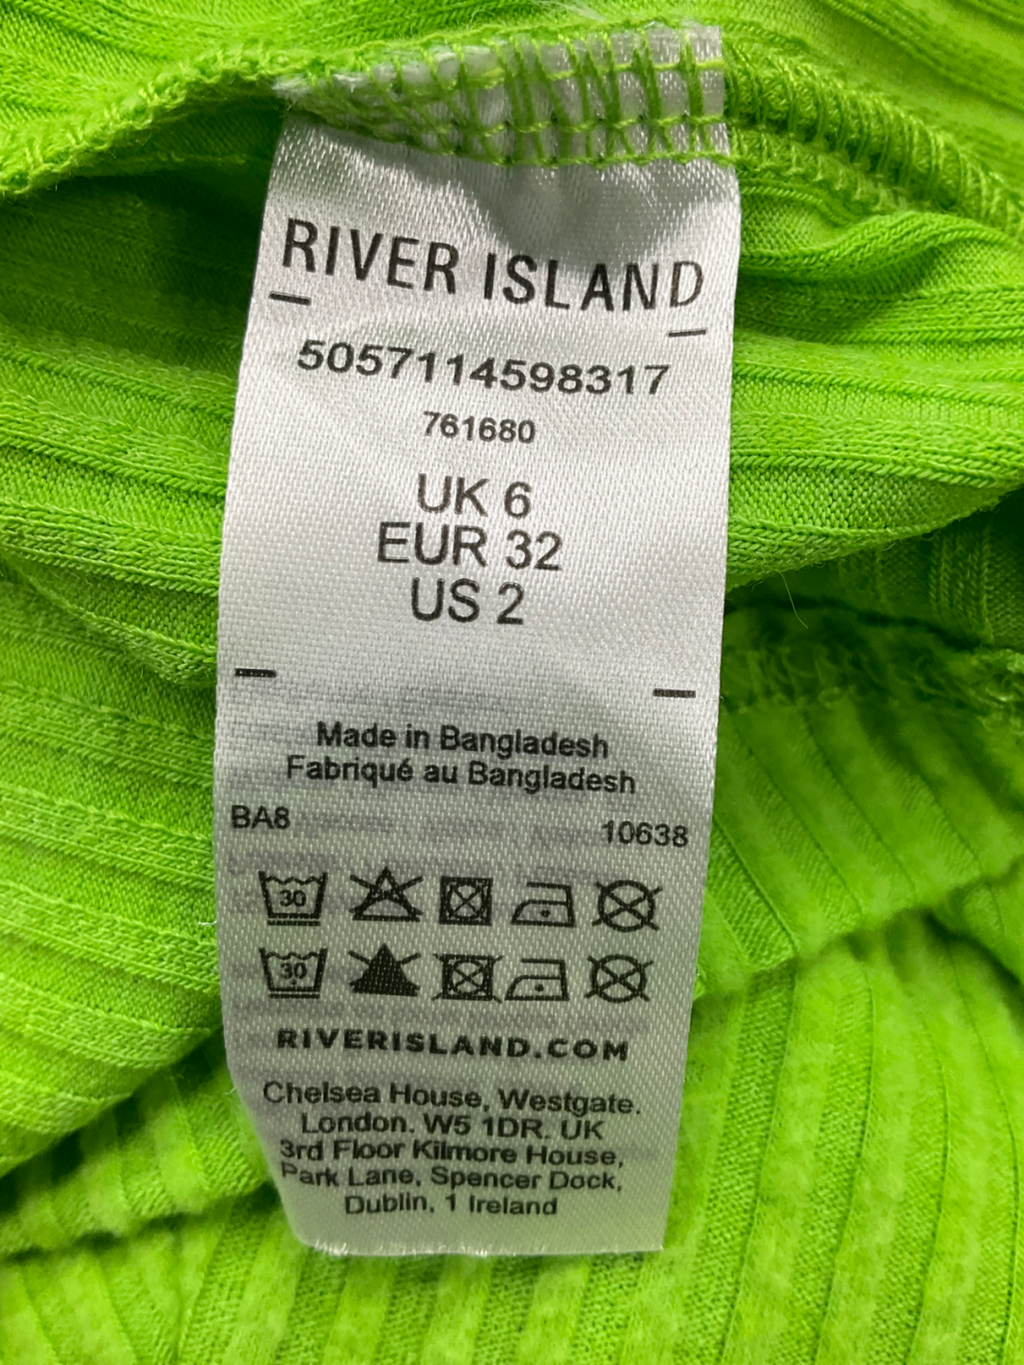 RIVER ISLAND
5057114598317
761680
UK 6
EUR 32
US 2
Made in Bangladesh
Fabriqué au Bangladesh
BA8 10638
30
30
RIVERISLAND.COM
Chelsea House, Westgate.
London. W5 1DR. UK
3rd Floor Kilmore House,
Park Lane, Spencer Dock,
Dublin, 1 Ireland